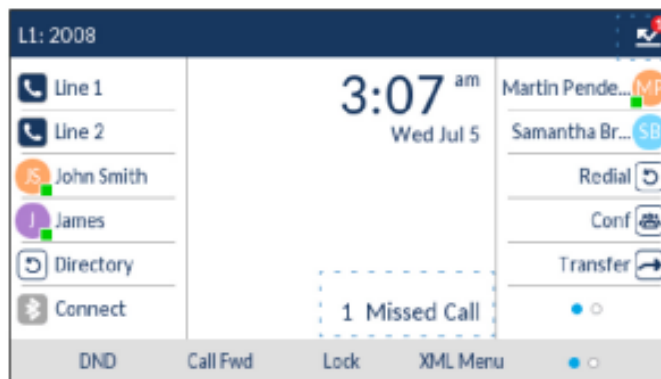 L1: 2008
1
Line 1
Line 2
JS John Smith
J James
Directory
Connect
3:07 am
Wed Jul 5
1 Missed Call
Martin Pende... MP
Samantha Br... SB
Redial
Conf
Transfer
DND Call Fwd Lock XML Menu